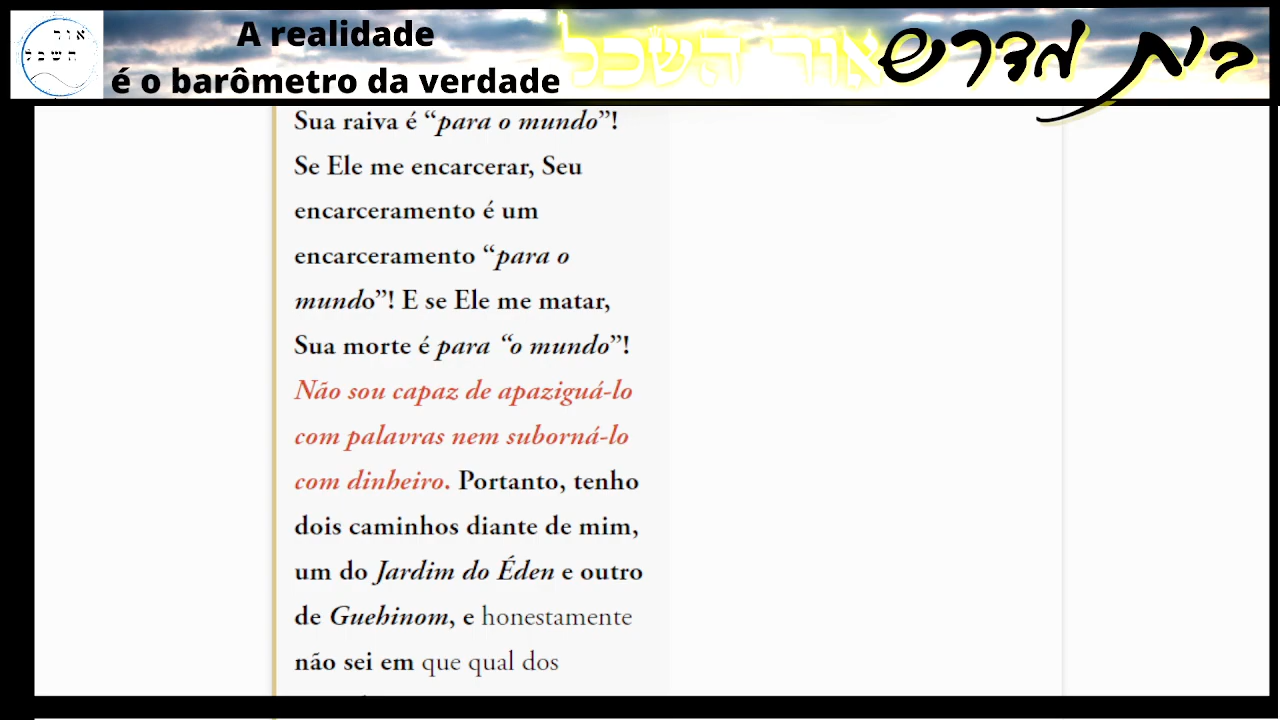 אור
השכל
A realidade
é o barômetro da verdade
אור השכל
בית מדרש
Sua raiva é “para o mundo”!
Se Ele me encarcerar, Seu
encarceramento é um
encarceramento “para o
mundo”! E se Ele me matar,
Sua morte é para “o mundo”!
Não sou capaz de apaziguá-lo
com palavras nem suborná-lo
com dinheiro. Portanto, tenho
dois caminhos diante de mim,
um do Jardim do Éden e outro
de Guehinom, e honestamente
não sei em que qual dos